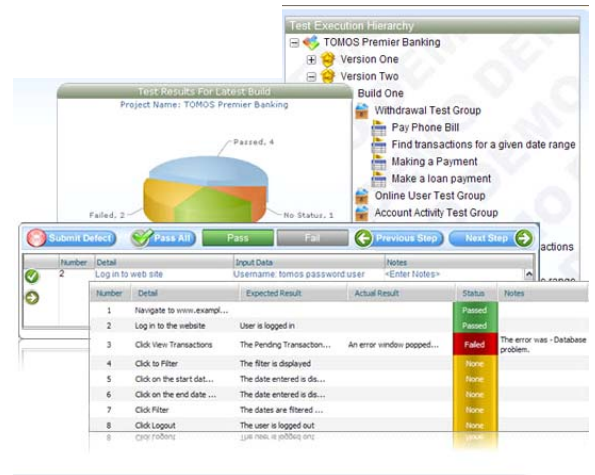 Test Execution Hierarchy
TOMOS Premier Banking
Version One
Version Two
Build One
Withdrawal Test Group
Pay Phone Bill
Find transactions for a given date range
Making a Payment
Make a loan payment
Online User Test Group
Account Activity Test Group
actions
range
DEMO DEMO DEMO
Test Results For Latest Build
Project Name: TOMOS Premier Banking
Passed, 4
Failed, 2
No Status, 1
Submit Defect Pass All Pass Fail Previous Step Next Step
Number Detail Input Data Notes
2 Log in to web site Username: tomos password user <Enter Notes>
Number Detail Expected Result Actual Result Status Notes
1 Navigate to www.exampl... Passed
2 Log in to the website User is logged in Passed
3 Click View Transactions The Pending Transaction... An error window popped... Failed The error was - Database problem.
4 Click to Filter The filter is displayed None
5 Click on the start dat... The date entered is dis... None
6 Click on the end date ... The date entered is dis... None
7 Click Filter The dates are filtered ... None
8 Click Logout The user is logged out None